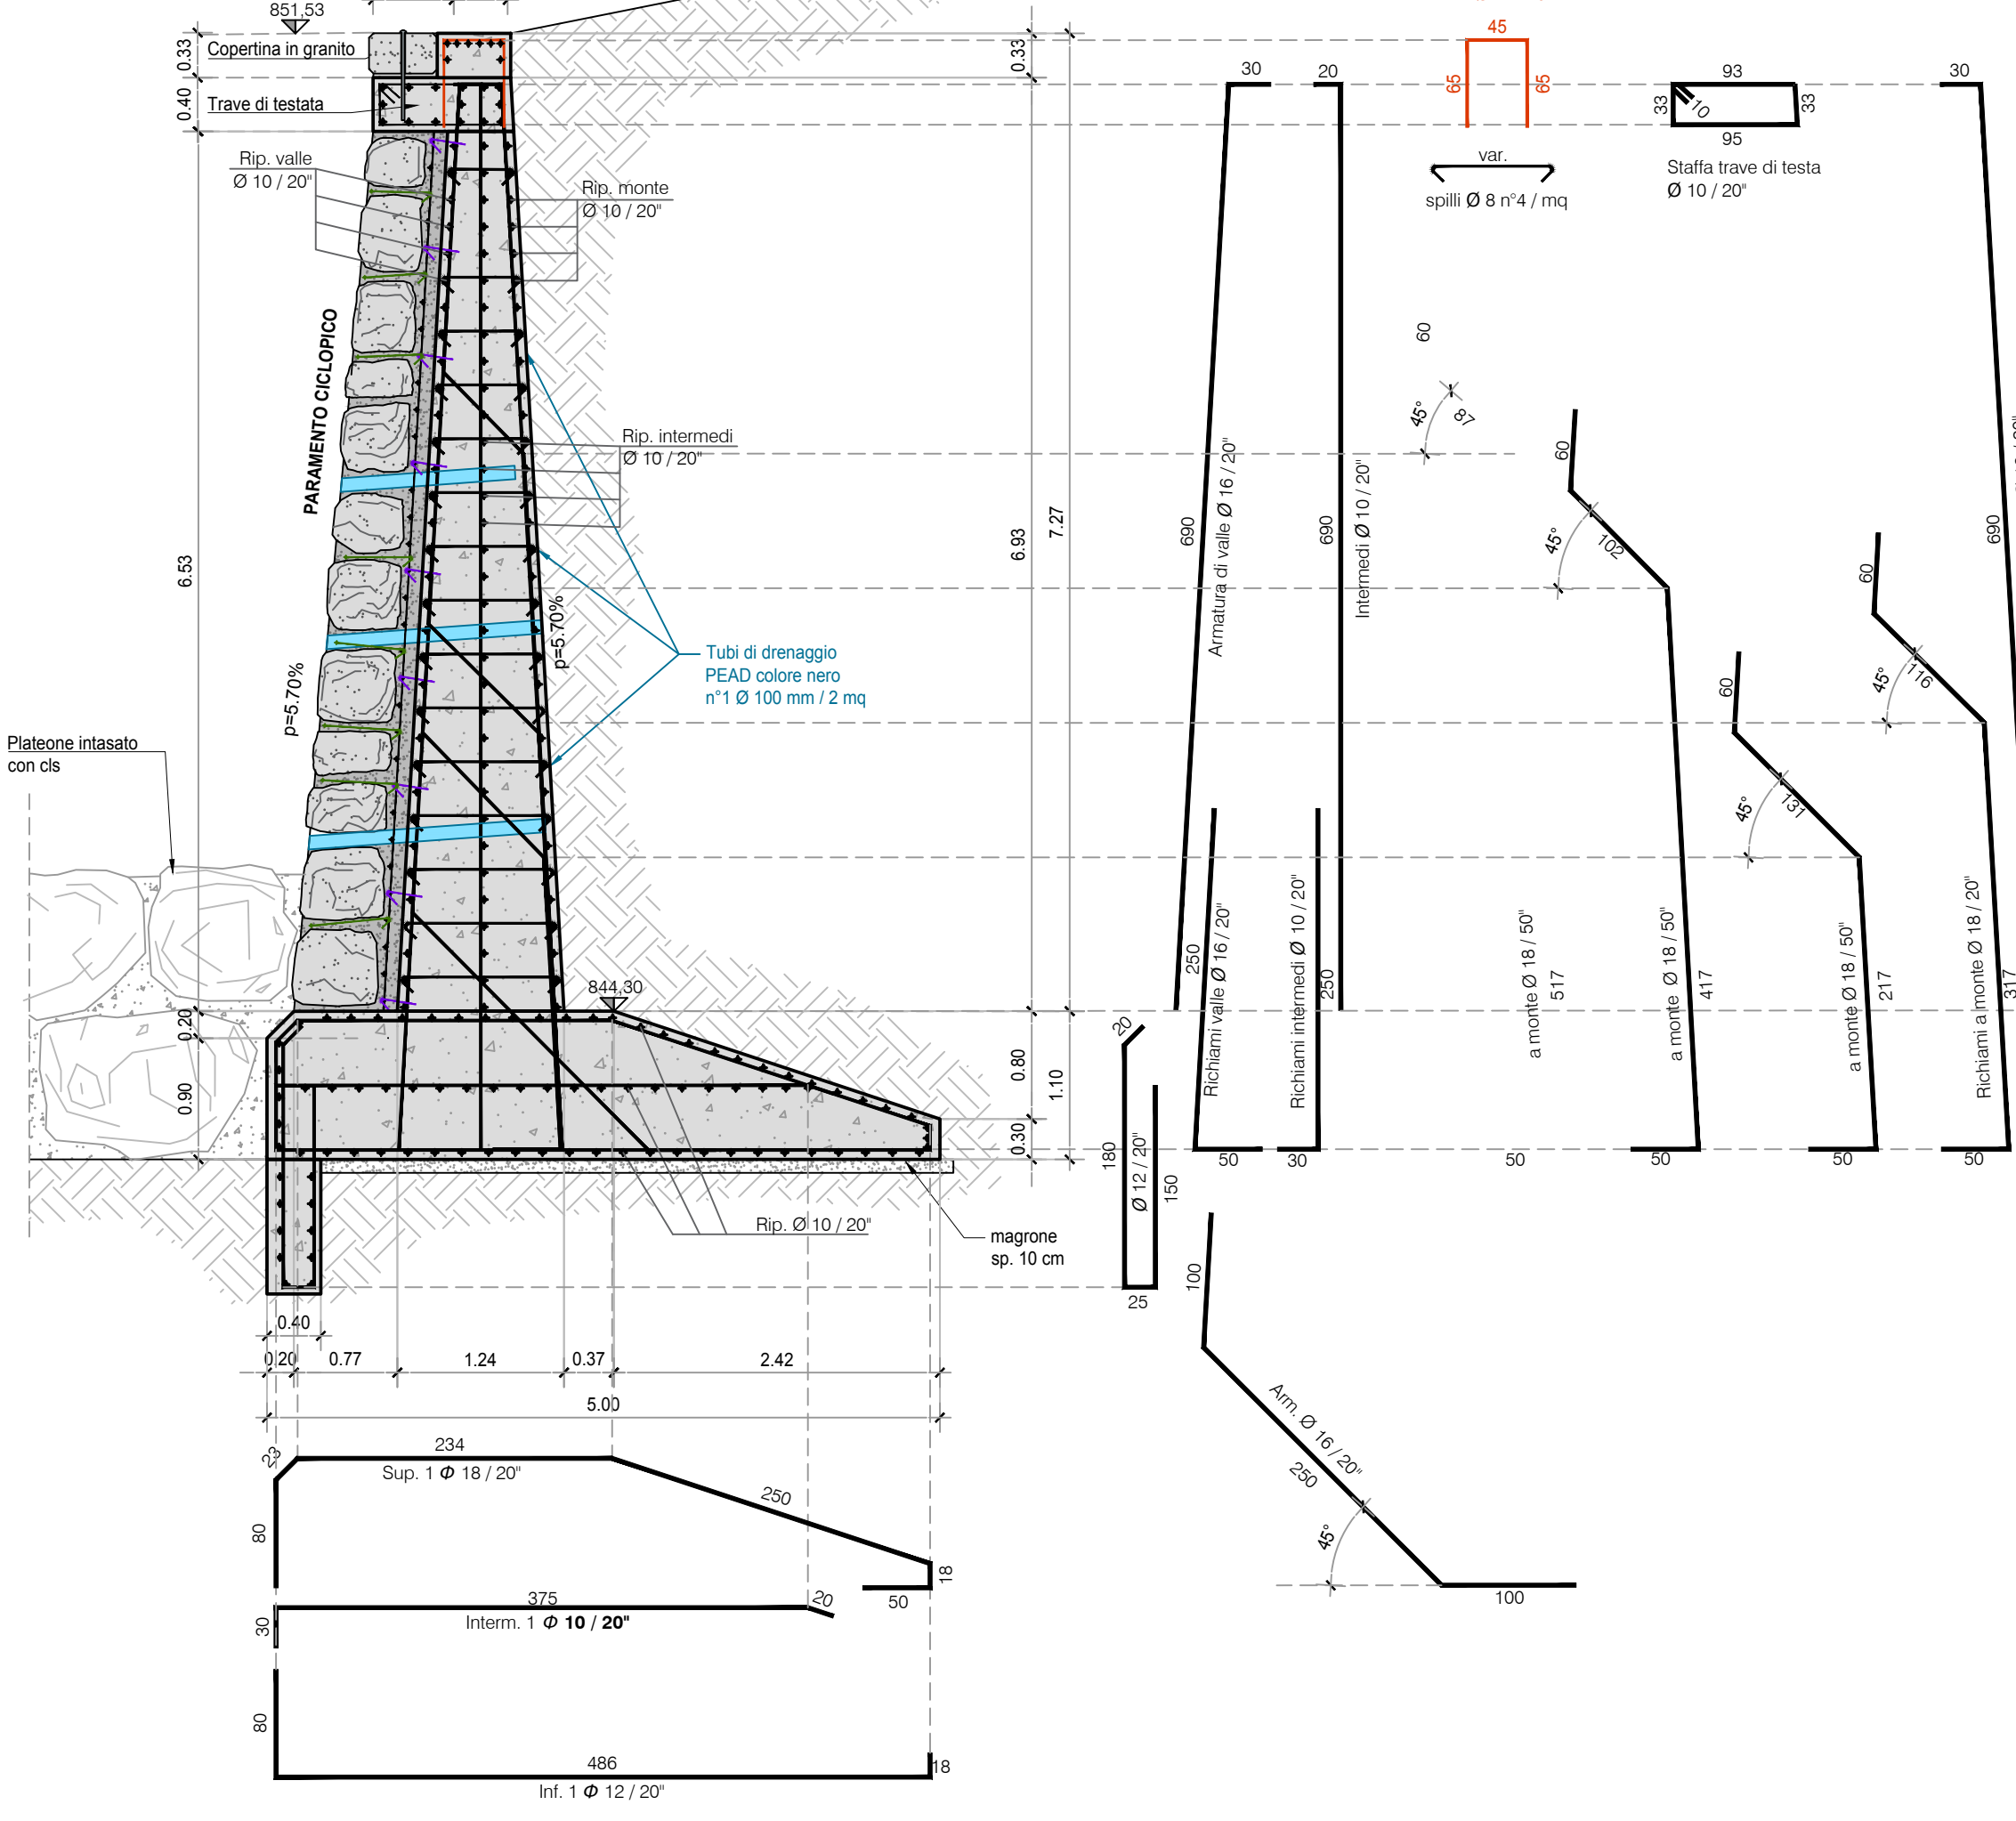 851,53
Copertina in granito
0.33
0.40
Trave di testata
Rip. valle
Ø 10 / 20"
Rip. monte
Ø 10 / 20"
PARAMENTO CICLOPICO
Rip. intermedi
Ø 10 / 20"
6.53
p=5.70%
p=5.70%
Tubi di drenaggio
PEAD colore nero
n°1 Ø 100 mm / 2 mq
Plateone intasato
con cls
844,30
0.20
0.90
0.33
6.93
7.27
0.80
1.10
0.30
Rip. Ø 10 / 20"
magrone
sp. 10 cm
0.40
0.20
0.77
1.24
0.37
2.42
5.00
30
20
45
65
65
93
33
10
33
95
30
var.
spilli Ø 8 n°4 / mq
Staffa trave di testa
Ø 10 / 20"
690
Armatura di valle Ø 16 / 20"
690
Intermedi Ø 10 / 20"
60
45°
87
60
45°
102
60
45°
131
60
45°
116
690
250
Richiami valle Ø 16 / 20"
Richiami intermedi Ø 10 / 20"
250
a monte Ø 18 / 50"
517
a monte Ø 18 / 50"
417
a monte Ø 18 / 50"
217
Richiami a monte Ø 18 / 20"
317
50
30
50
50
50
50
20
180
Ø 12 / 20"
150
25
100
Arm. Ø 16 / 20"
250
45°
100
23
234
Sup. 1 Φ 18 / 20"
250
80
18
50
375
20
Interm. 1 Φ 10 / 20"
30
80
486
18
Inf. 1 Φ 12 / 20"